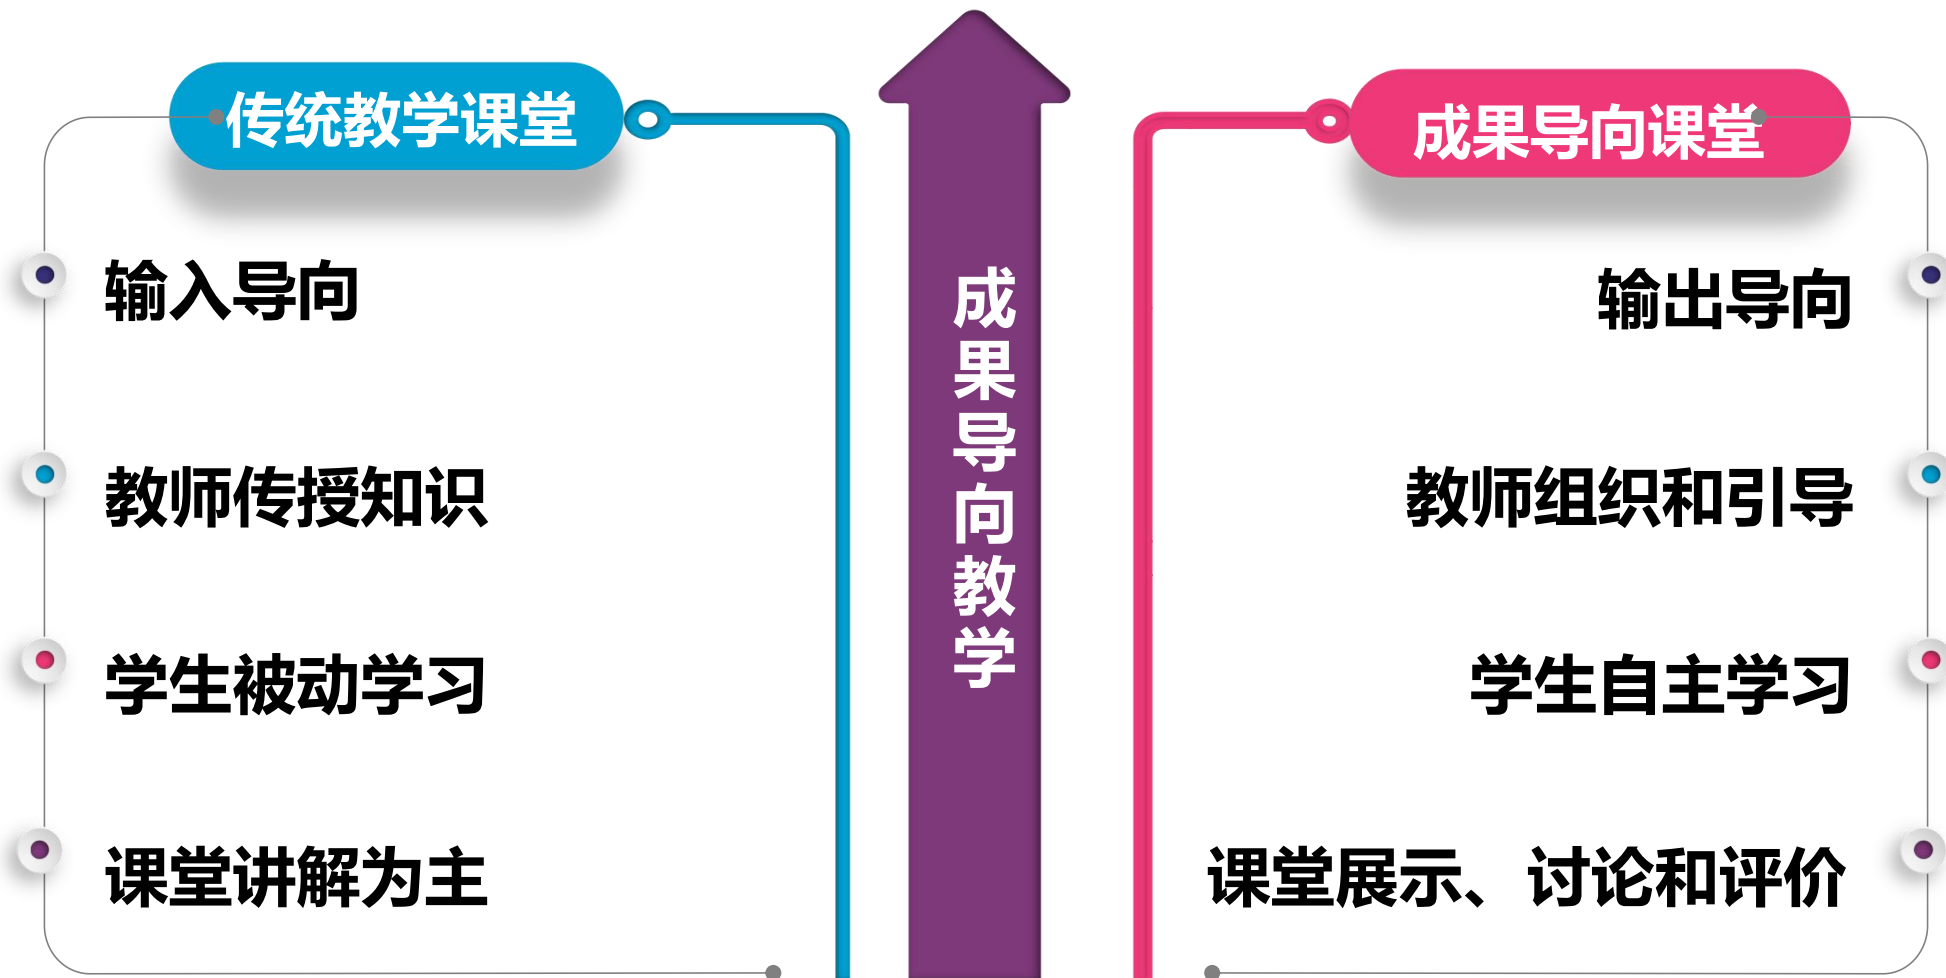 传统教学课堂
输入导向
教师传授知识
学生被动学习
课堂讲解为主
成果导向教学
成果导向课堂
输出导向
教师组织和引导
学生自主学习
课堂展示、讨论和评价